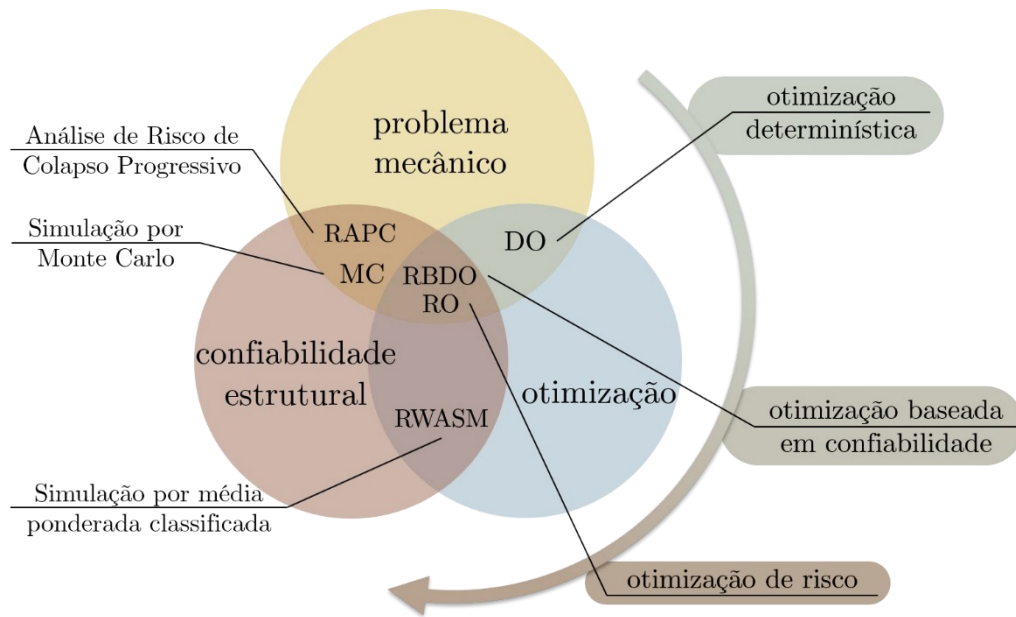 problema
mecânico
otimização
determinística
Análise de Risco de
Colapso Progressivo
Simulação por
Monte Carlo
RAPC
MC
DO
RBDO
RO
confiabilidade
estrutural
otimização
RWASM
otimização baseada
em confiabilidade
Simulação por média
ponderada classificada
otimização de risco